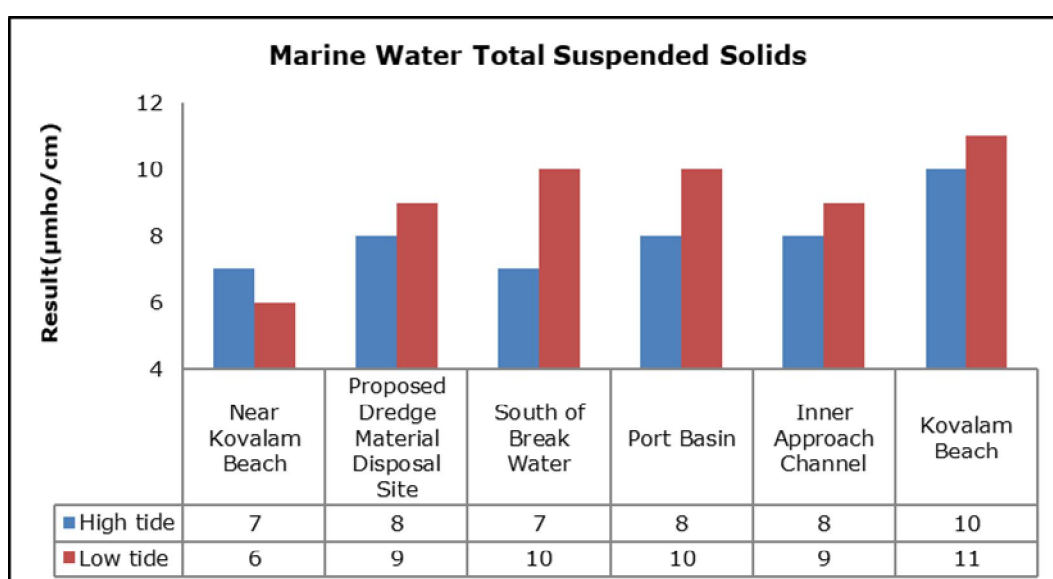 Marine Water Total Suspended Solids
Result(µmho/cm)
12
10
8
6
4
Near Kovalam Beach
Proposed Dredge Material Disposal Site
South of Break Water
Port Basin
Inner Approach Channel
Kovalam Beach
High tide 7 8 7 8 8 10
Low tide 6 9 10 10 9 11